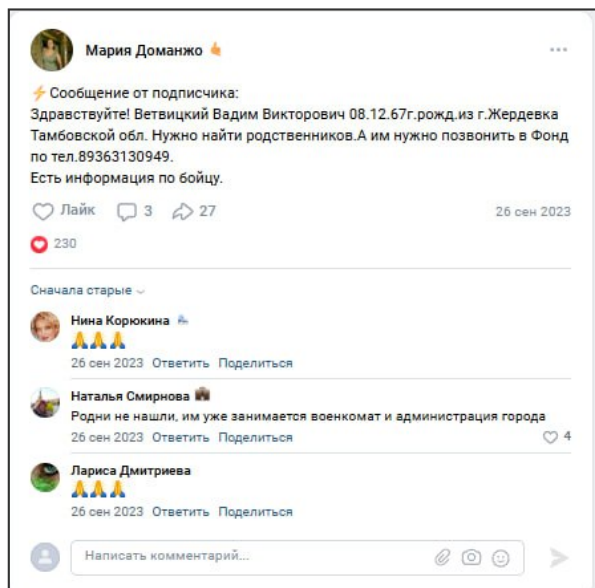 Мария Доманжо
Сообщение от подписчика:
Здравствуйте! Ветвицкий Вадим Викторович 08.12.67г.рожд.из г.Жердевка
Тамбовской обл. Нужно найти родственников.А им нужно позвонить в Фонд
по тел.89363130949.
Есть информация по бойцу.
Лайк 3 27 26 сен 2023
230
Сначала старые
Нина Корюкина
26 сен 2023 Ответить Поделиться
Наталья Смирнова
Родни не нашли, им уже занимается военкомат и администрация города
26 сен 2023 Ответить Поделиться 4
Лариса Дмитриева
26 сен 2023 Ответить Поделиться
Написать комментарий...